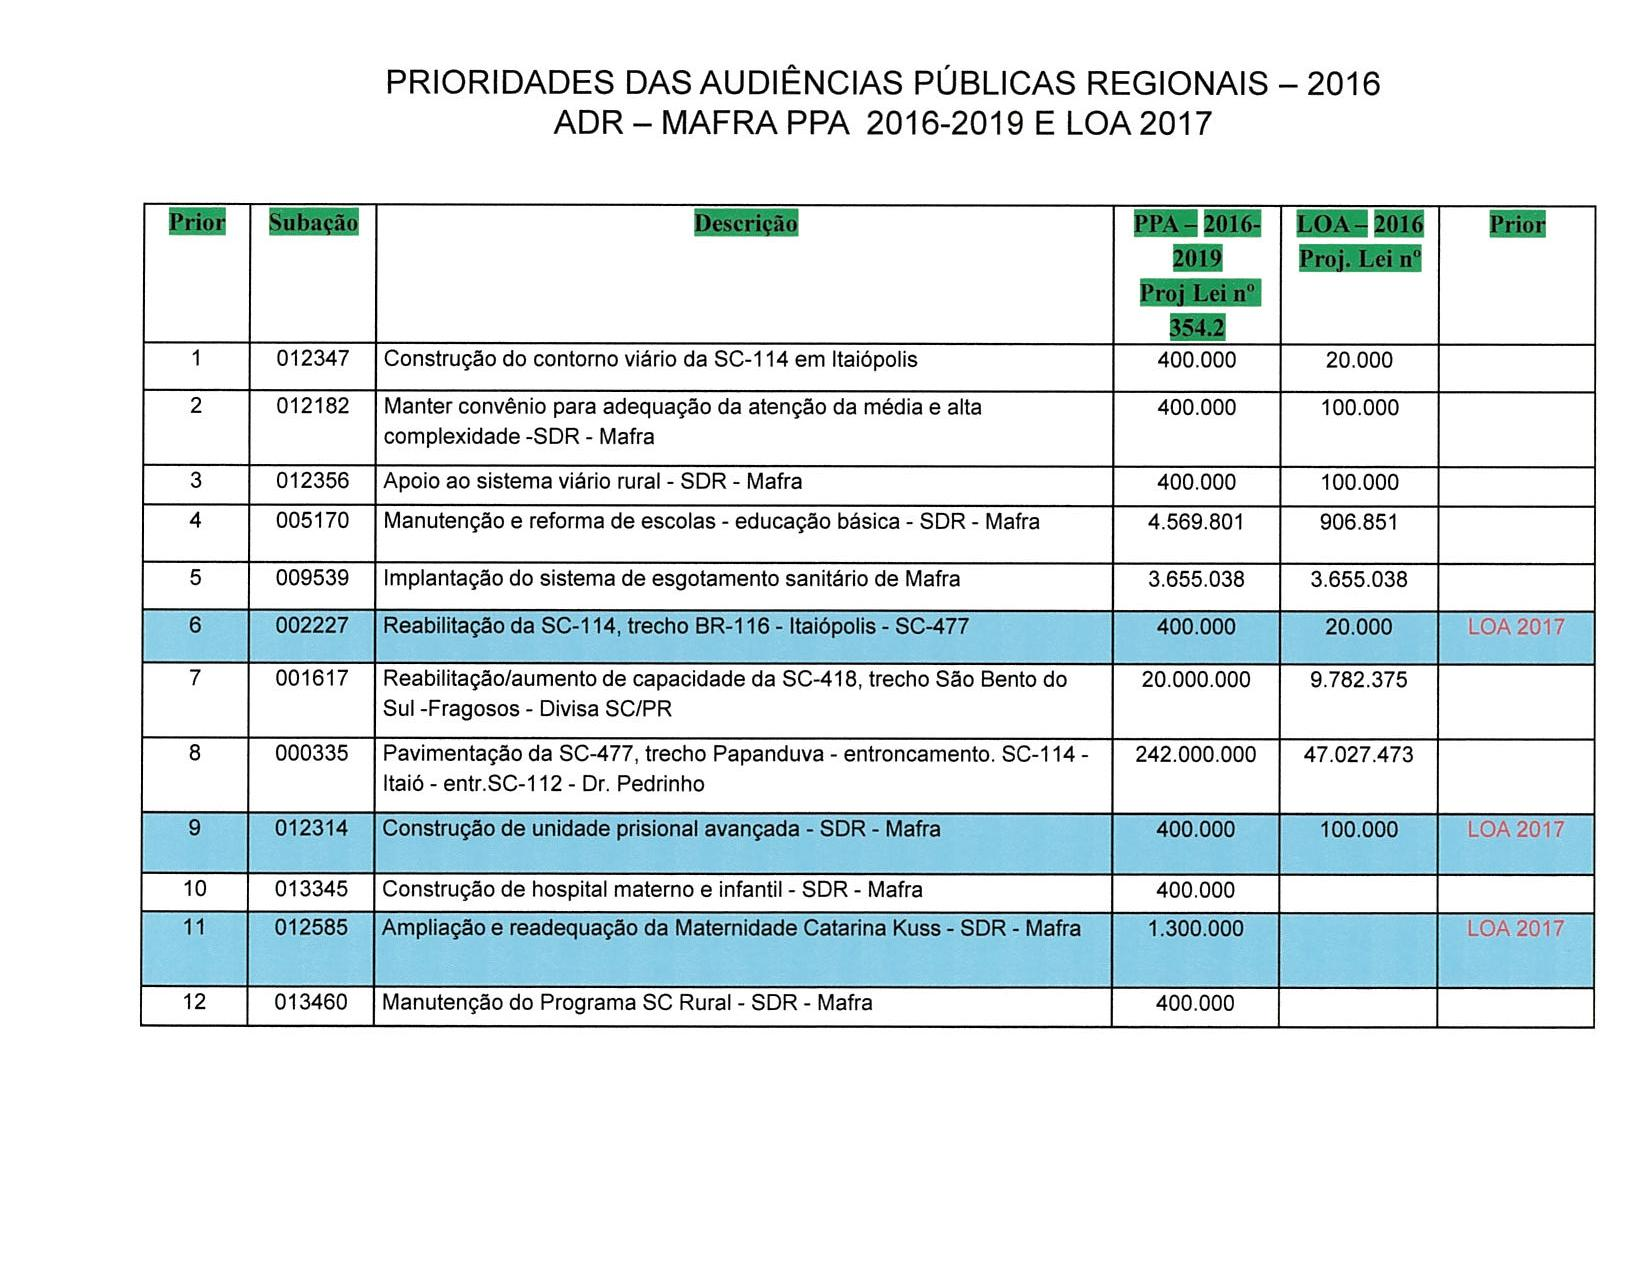 PRIORIDADES DAS AUDIÊNCIAS PÚBLICAS REGIONAIS – 2016
ADR – MAFRA PPA 2016-2019 E LOA 2017
Prior Subação Descrição PPA – 2016- LOA – 2016 Prior
2019 Proj. Lei nº
Proj Lei nº
354.2
1 012347 Construção do contorno viário da SC-114 em Itaiópolis 400.000 20.000
2 012182 Manter convênio para adequação da atenção da média e alta 400.000 100.000
complexidade -SDR - Mafra
3 012356 Apoio ao sistema viário rural - SDR - Mafra 400.000 100.000
4 005170 Manutenção e reforma de escolas - educação básica - SDR - Mafra 4.569.801 906.851
5 009539 Implantação do sistema de esgotamento sanitário de Mafra 3.655.038 3.655.038
6 002227 Reabilitação da SC-114, trecho BR-116 - Itaiópolis - SC-477 400.000 20.000 LOA 2017
7 001617 Reabilitação/aumento de capacidade da SC-418, trecho São Bento do 20.000.000 9.782.375
Sul -Fragosos - Divisa SC/PR
8 000335 Pavimentação da SC-477, trecho Papanduva - entroncamento. SC-114 - 242.000.000 47.027.473
Itaió - entr.SC-112 - Dr. Pedrinho
9 012314 Construção de unidade prisional avançada - SDR - Mafra 400.000 100.000 LOA 2017
10 013345 Construção de hospital materno e infantil - SDR - Mafra 400.000
11 012585 Ampliação e readequação da Maternidade Catarina Kuss - SDR - Mafra 1.300.000 LOA 2017
12 013460 Manutenção do Programa SC Rural - SDR - Mafra 400.000